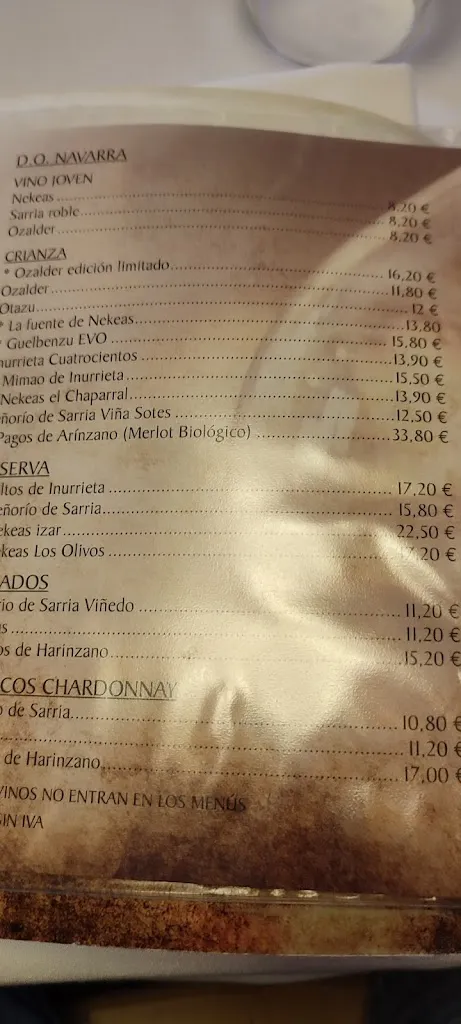 D.O. NAVARRA
VINO JOVEN
Nekeas 8,20 €
Sarria roble 8,20 €
Ozalder 8,20 €
CRIANZA
* Ozalder edición limitado 16,20 €
Ozalder 11,80 €
Otazu 12 €
* La fuente de Nekeas 13,80
* Guelbenzu EVO 15,80 €
nurrieta Cuatrocientos 13,90 €
Mimao de Inurrieta 15,50 €
Nekeas el Chaparral 13,90 €
eñorío de Sarria Viña Sotes 12,50 €
Pagos de Arínzano (Merlot Biológico) 33,80 €
SERVA
ltos de Inurrieta 17,20 €
eñorío de Sarria 15,80 €
ekeas izar 22,50 €
ekeas Los Olivos 17,20 €
ADOS
rio de Sarria Viñedo 11,20 €
s 11,20 €
os de Harinzano 15,20 €
COS CHARDONNAY
o de Sarria 10,80 €
11,20 €
de Harinzano 17,00 €
VINOS NO ENTRAN EN LOS MENÚS
SIN IVA